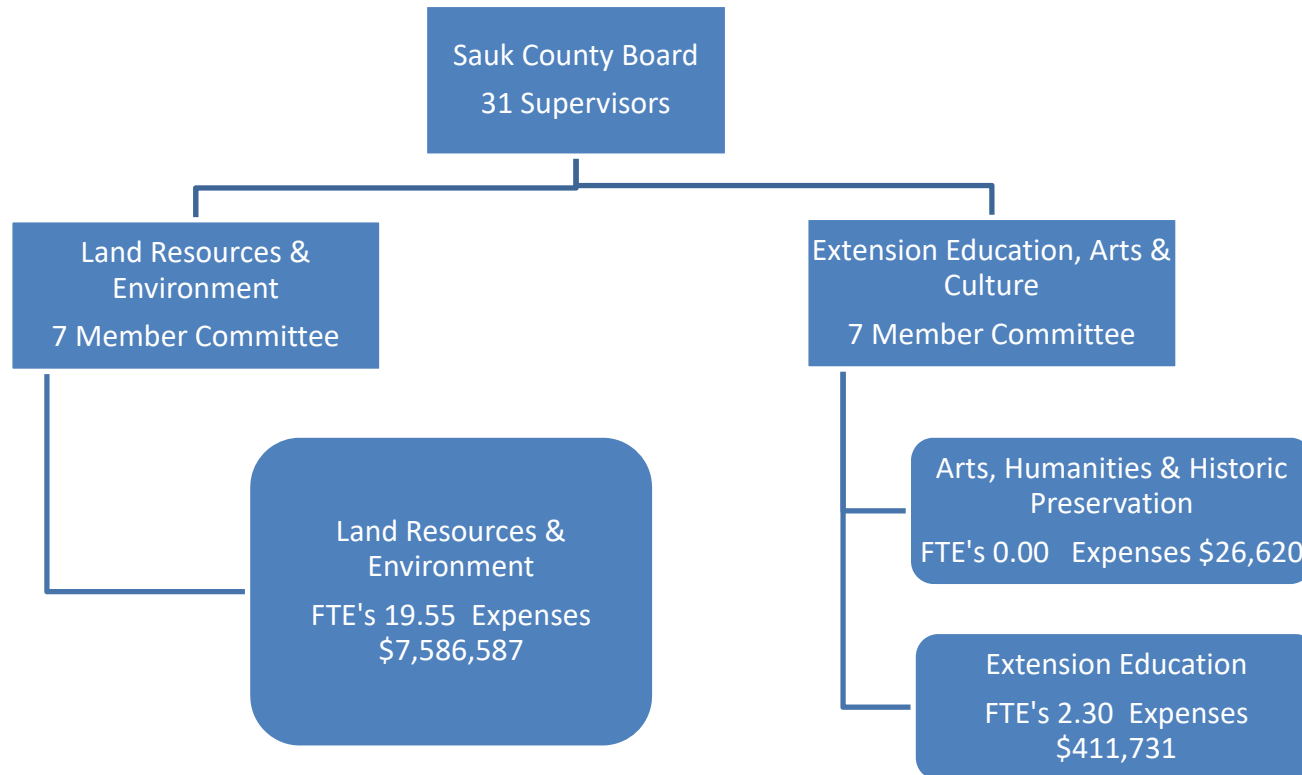 Sauk County Board
31 Supervisors
Land Resources &
Environment
7 Member Committee
Extension Education, Arts &
Culture
7 Member Committee
Land Resources &
Environment
FTE's 19.55  Expenses
$7,586,587
Arts, Humanities & Historic
Preservation
FTE's 0.00   Expenses $26,620
Extension Education
FTE's 2.30  Expenses
$411,731